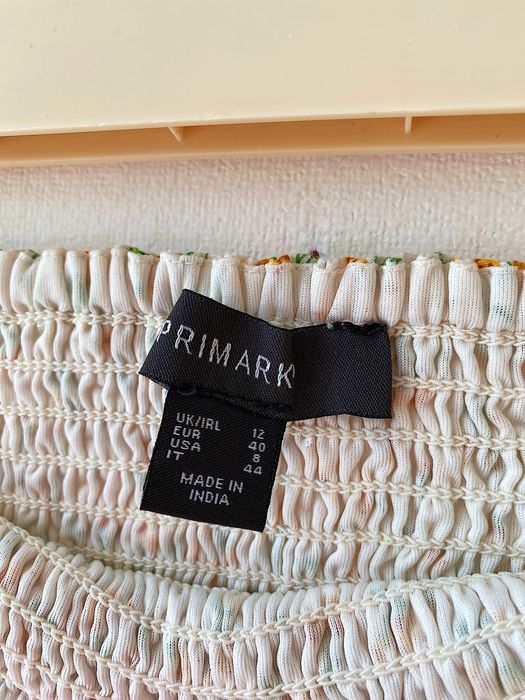 PRIMARK
UK/IRL 12
EUR 40
USA 8
IT 44
MADE IN
INDIA